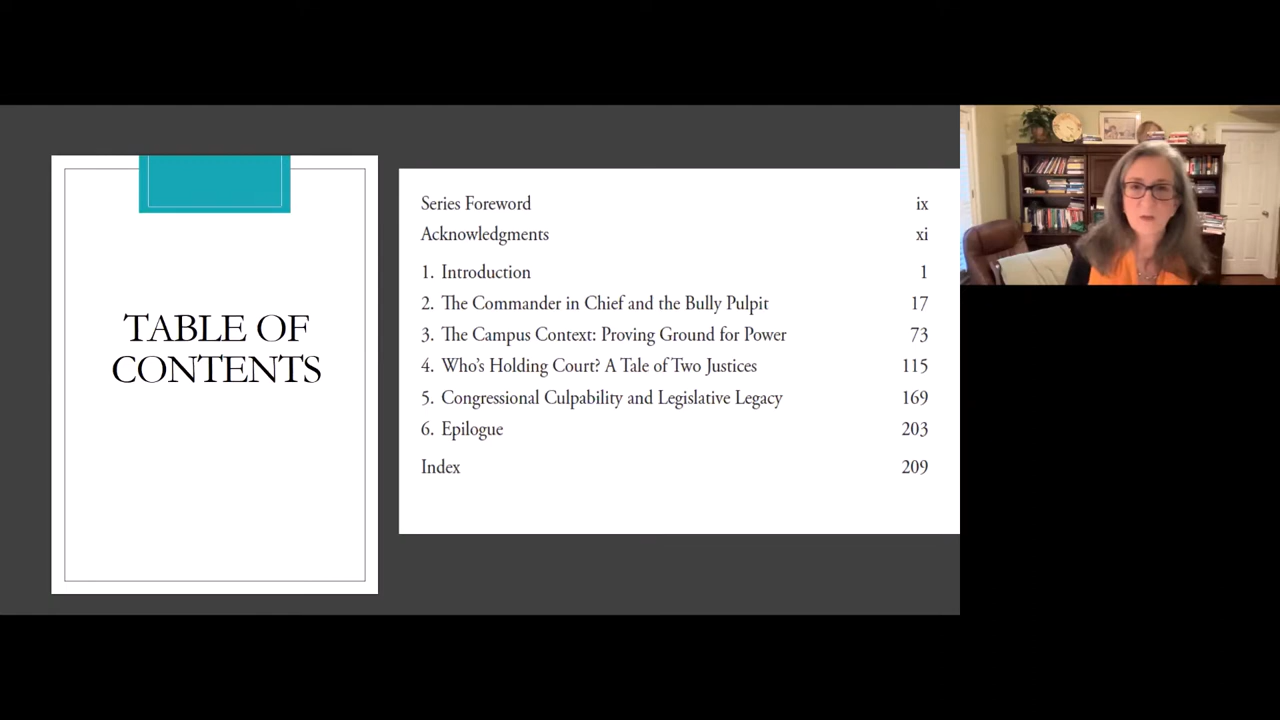 TABLE OF
CONTENTS
Series Foreword ix
Acknowledgments xi
1. Introduction 1
2. The Commander in Chief and the Bully Pulpit 17
3. The Campus Context: Proving Ground for Power 73
4. Who's Holding Court? A Tale of Two Justices 115
5. Congressional Culpability and Legislative Legacy 169
6. Epilogue 203
Index 209